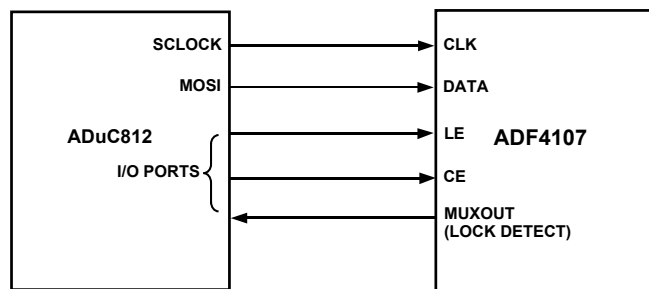 SCLOCK
MOSI
ADuC812
I/O PORTS
CLK
DATA
LE
ADF4107
CE
MUXOUT
(LOCK DETECT)